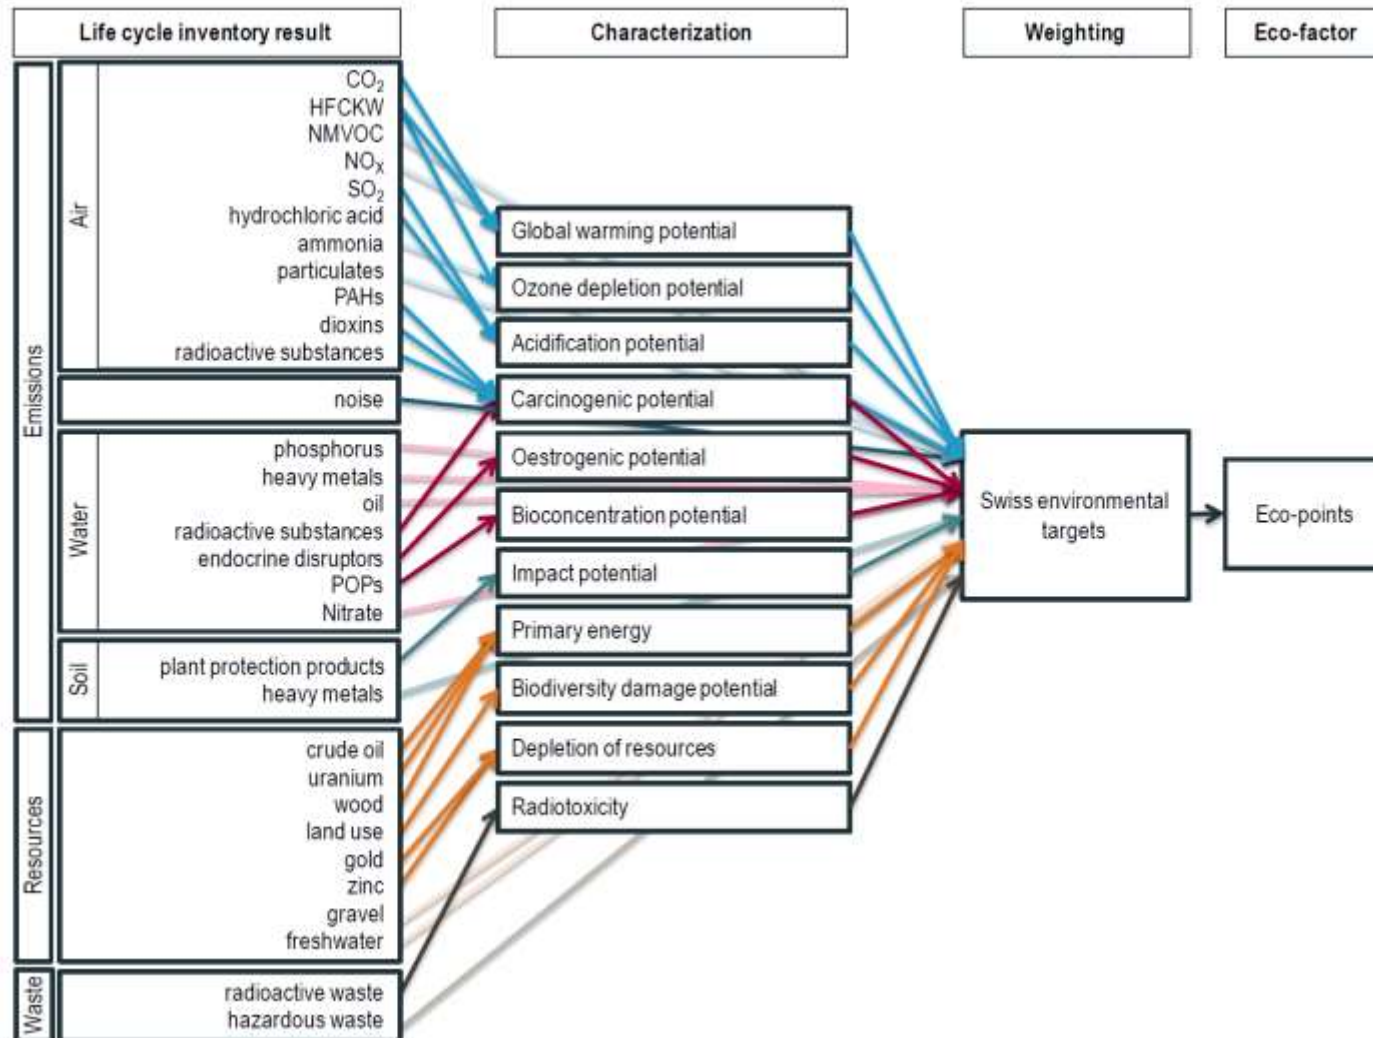 Life cycle inventory result
Characterization
Weighting
Eco-factor
Emissions
Air
CO₂
HFCKW
NMVOC
NOₓ
SO₂
hydrochloric acid
ammonia
particulates
PAHs
dioxins
radioactive substances
noise
Water
phosphorus
heavy metals
oil
radioactive substances
endocrine disruptors
POPs
Nitrate
Soil
plant protection products
heavy metals
Resources
crude oil
uranium
wood
land use
gold
zinc
gravel
freshwater
Waste
radioactive waste
hazardous waste
Global warming potential
Ozone depletion potential
Acidification potential
Carcinogenic potential
Oestrogenic potential
Bioconcentration potential
Impact potential
Primary energy
Biodiversity damage potential
Depletion of resources
Radiotoxicity
Swiss environmental
targets
Eco-points